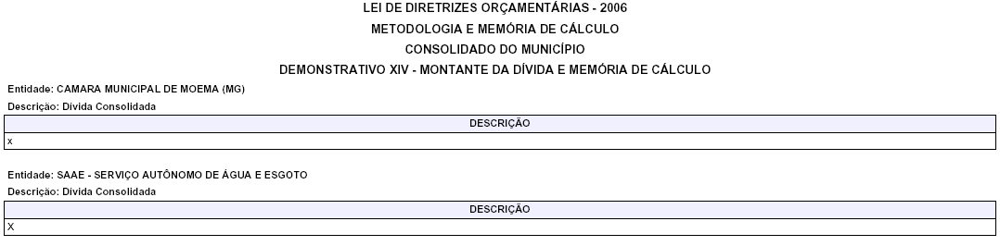 LEI DE DIRETRIZES ORÇAMENTÁRIAS - 2006
METODOLOGIA E MEMÓRIA DE CÁLCULO
CONSOLIDADO DO MUNICÍPIO
DEMONSTRATIVO XIV - MONTANTE DA DÍVIDA E MEMÓRIA DE CÁLCULO
Entidade: CAMARA MUNICIPAL DE MOEMA (MG)
Descrição: Dívida Consolidada
DESCRIÇÃO
x
Entidade: SAAE - SERVIÇO AUTÔNOMO DE ÁGUA E ESGOTO
Descrição: Dívida Consolidada
DESCRIÇÃO
X